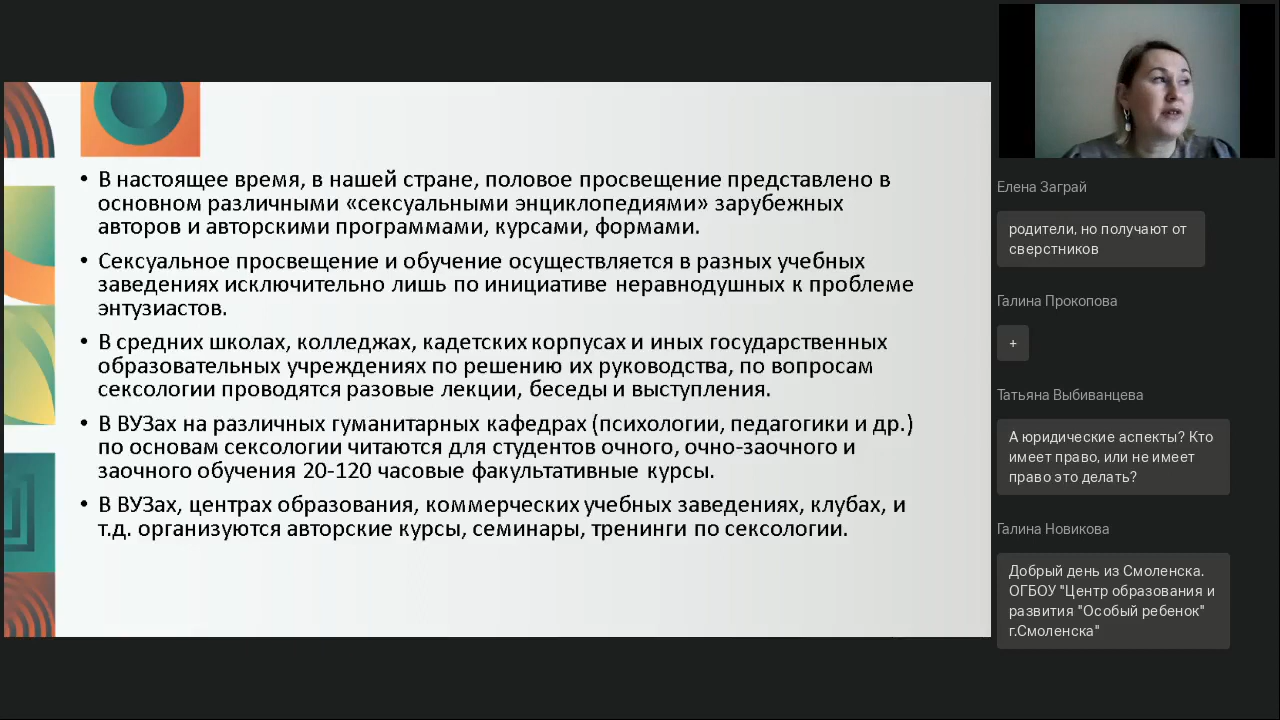 • В настоящее время, в нашей стране, половое просвещение представлено в
основном различными «сексуальными энциклопедиями» зарубежных
авторов и авторскими программами, курсами, формами.
• Сексуальное просвещение и обучение осуществляется в разных учебных
заведениях исключительно лишь по инициативе неравнодушных к проблеме
энтузиастов.
• В средних школах, колледжах, кадетских корпусах и иных государственных
образовательных учреждениях по решению их руководства, по вопросам
сексологии проводятся разовые лекции, беседы и выступления.
• В ВУЗах на различных гуманитарных кафедрах (психологии, педагогики и др.)
по основам сексологии читаются для студентов очного, очно-заочного и
заочного обучения 20-120 часовые факультативные курсы.
• В ВУЗах, центрах образования, коммерческих учебных заведениях, клубах, и
т.д. организуются авторские курсы, семинары, тренинги по сексологии.
Елена Заграй
родители, но получают от
сверстников
Галина Прокопова
+
Татьяна Выбиванцева
А юридические аспекты? Кто
имеет право, или не имеет
право это делать?
Галина Новикова
Добрый день из Смоленска.
ОГБОУ "Центр образования и
развития "Особый ребенок"
г.Смоленска"